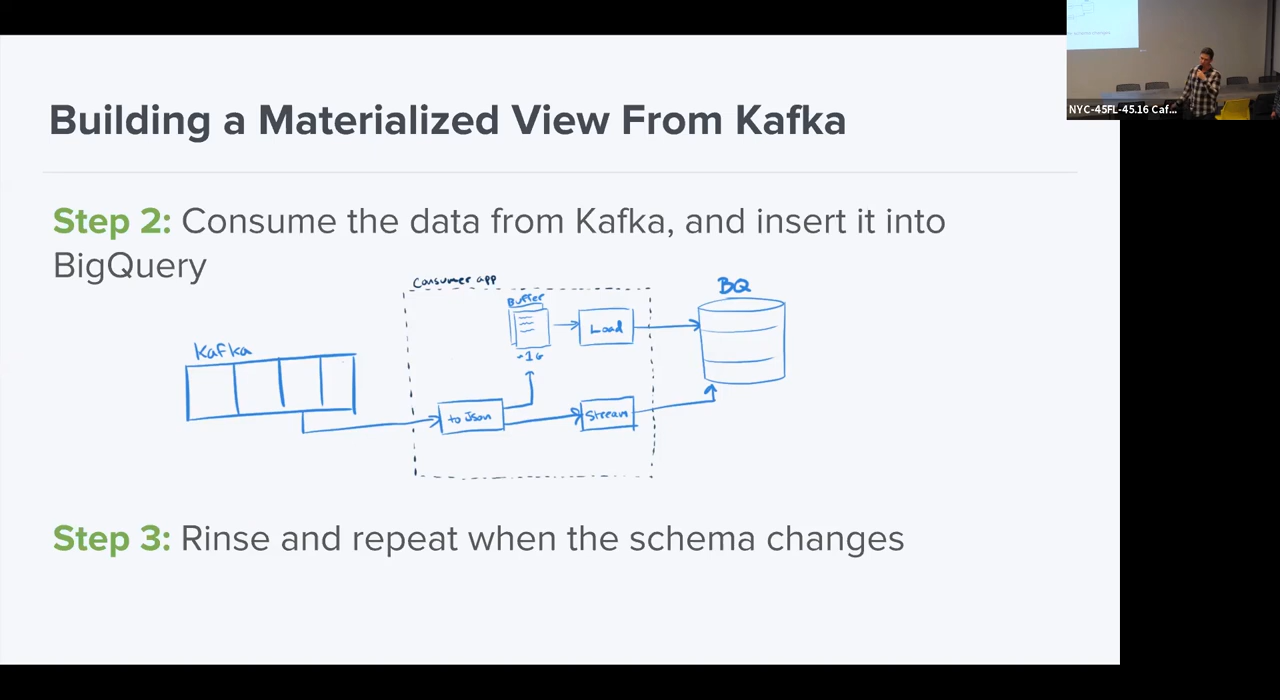 Building a Materialized View From Kafka
Step 2: Consume the data from Kafka, and insert it into
BigQuery
Consumer app
Buffer
~1G
Load
BQ
Kafka
to Json
Stream
Step 3: Rinse and repeat when the schema changes
NYC-45FL-45.16 Caf...